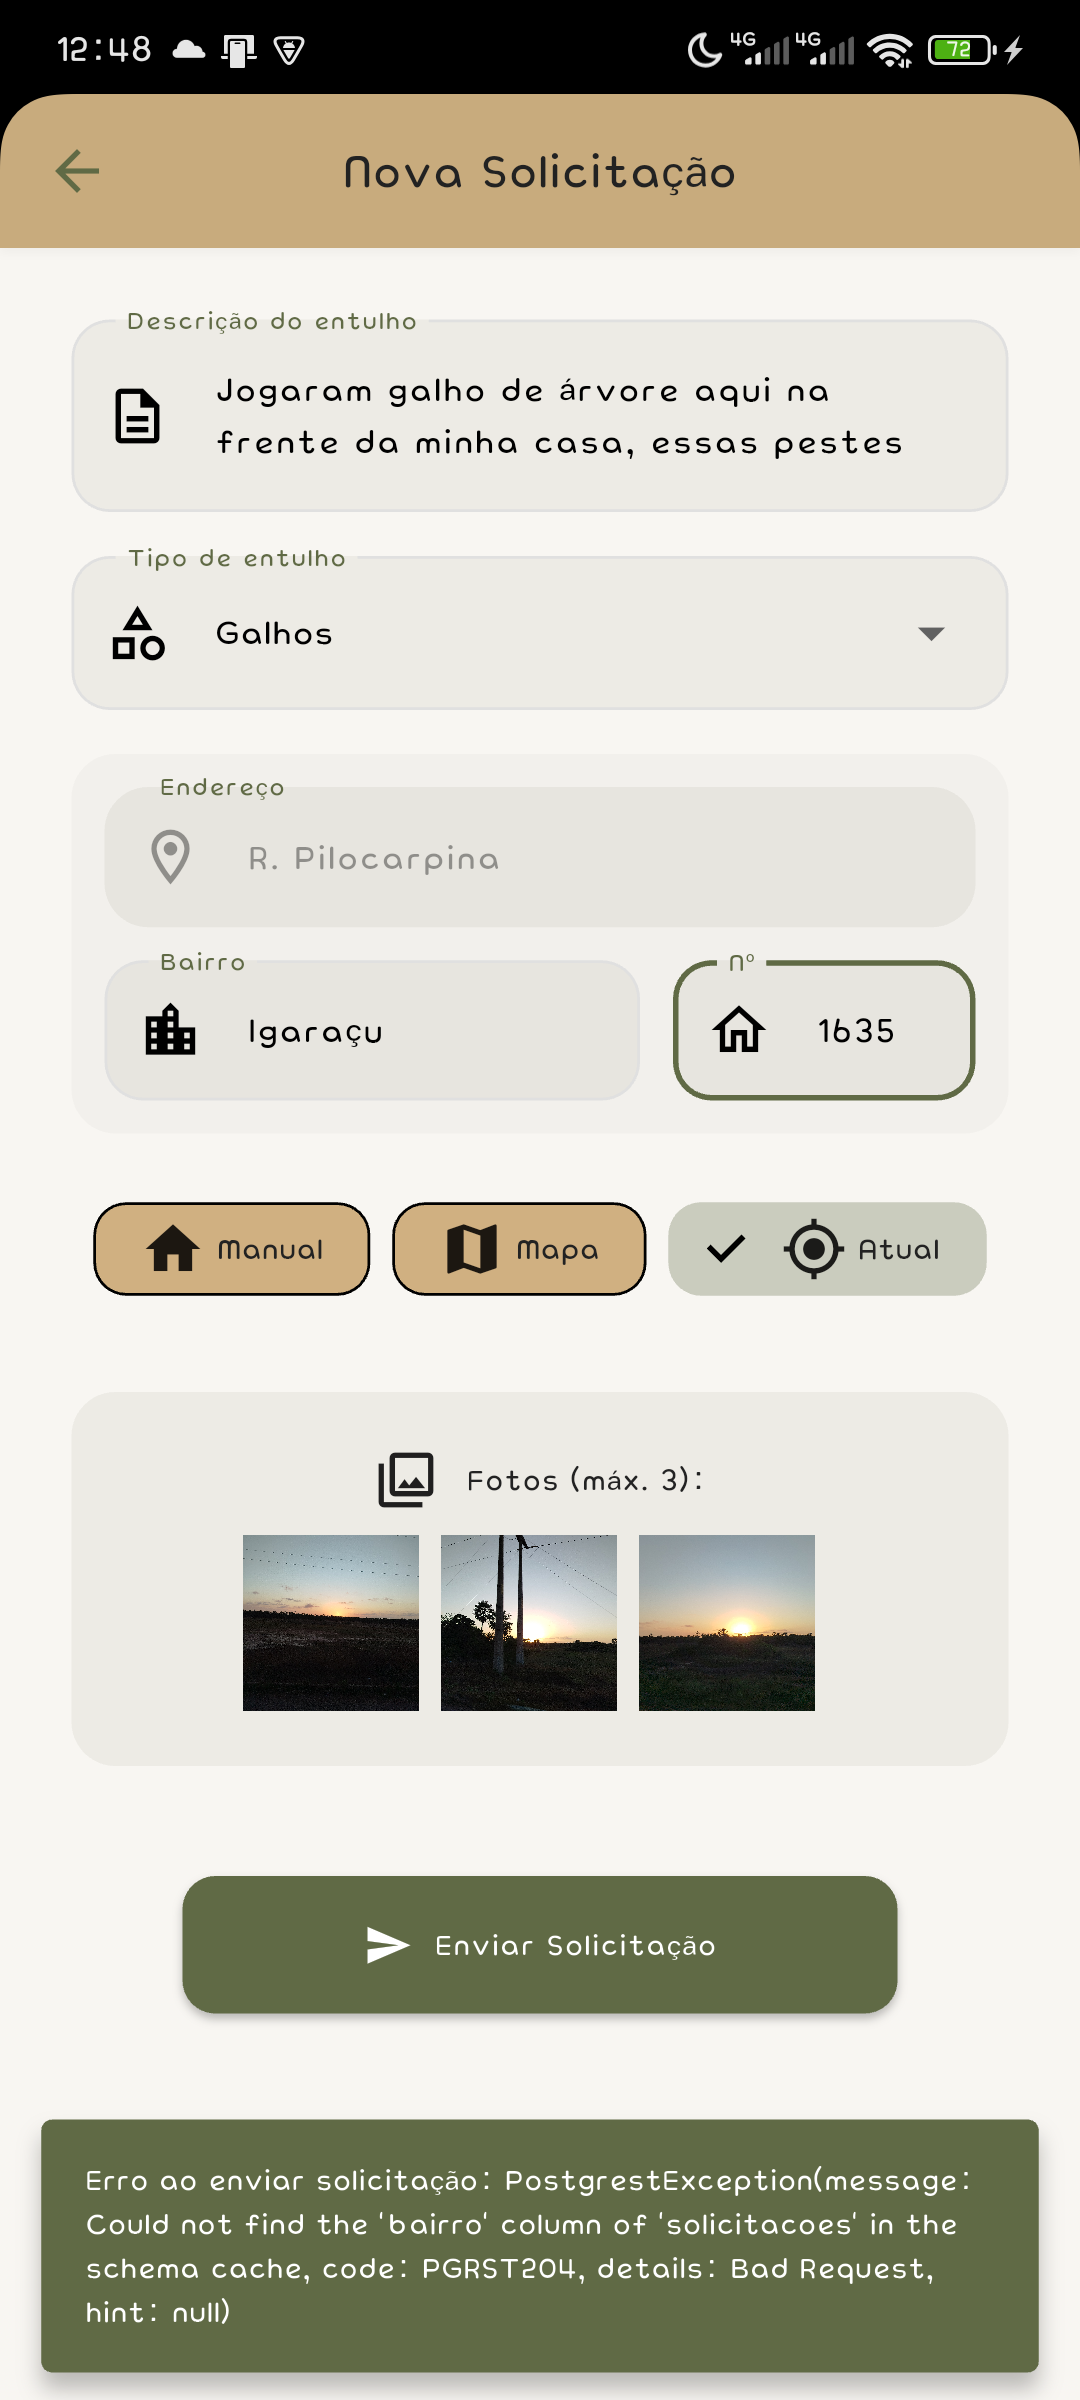 12:48
4G 4G 72
Nova Solicitação
Descrição do entulho
Jogaram galho de árvore aqui na
frente da minha casa, essas pestes
Tipo de entulho
Galhos
Endereço
R. Pilocarpina
Bairro
Igaraçu
Nº
1635
Manual
Mapa
Atual
Fotos (máx. 3):
Enviar Solicitação
Erro ao enviar solicitação: PostgrestException(message:
Could not find the 'bairro' column of 'solicitacoes' in the
schema cache, code: PGRST204, details: Bad Request,
hint: null)